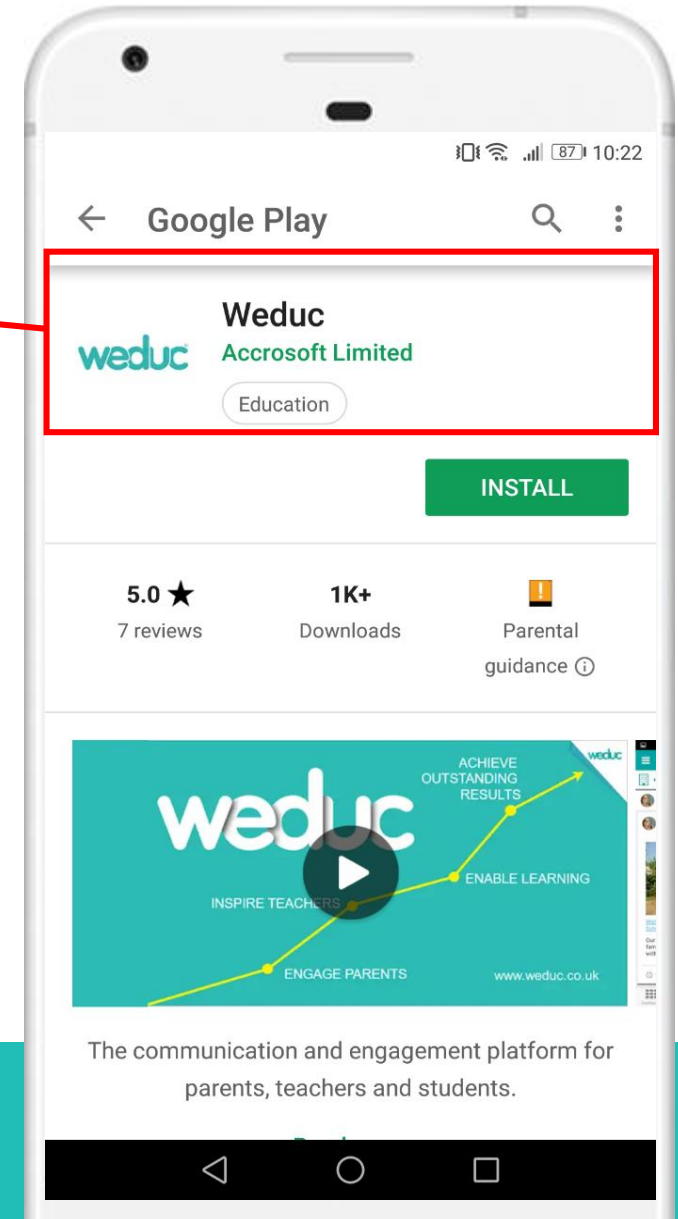 87 10:22
Google Play
weduc
Weduc
Accrosoft Limited
Education
INSTALL
5.0 ★
7 reviews
1K+
Downloads
Parental
guidance
weduc
weduc
ACHIEVE
OUTSTANDING
RESULTS
ENABLE LEARNING
INSPIRE TEACHERS
ENGAGE PARENTS
www.weduc.co.uk
The communication and engagement platform for
parents, teachers and students.